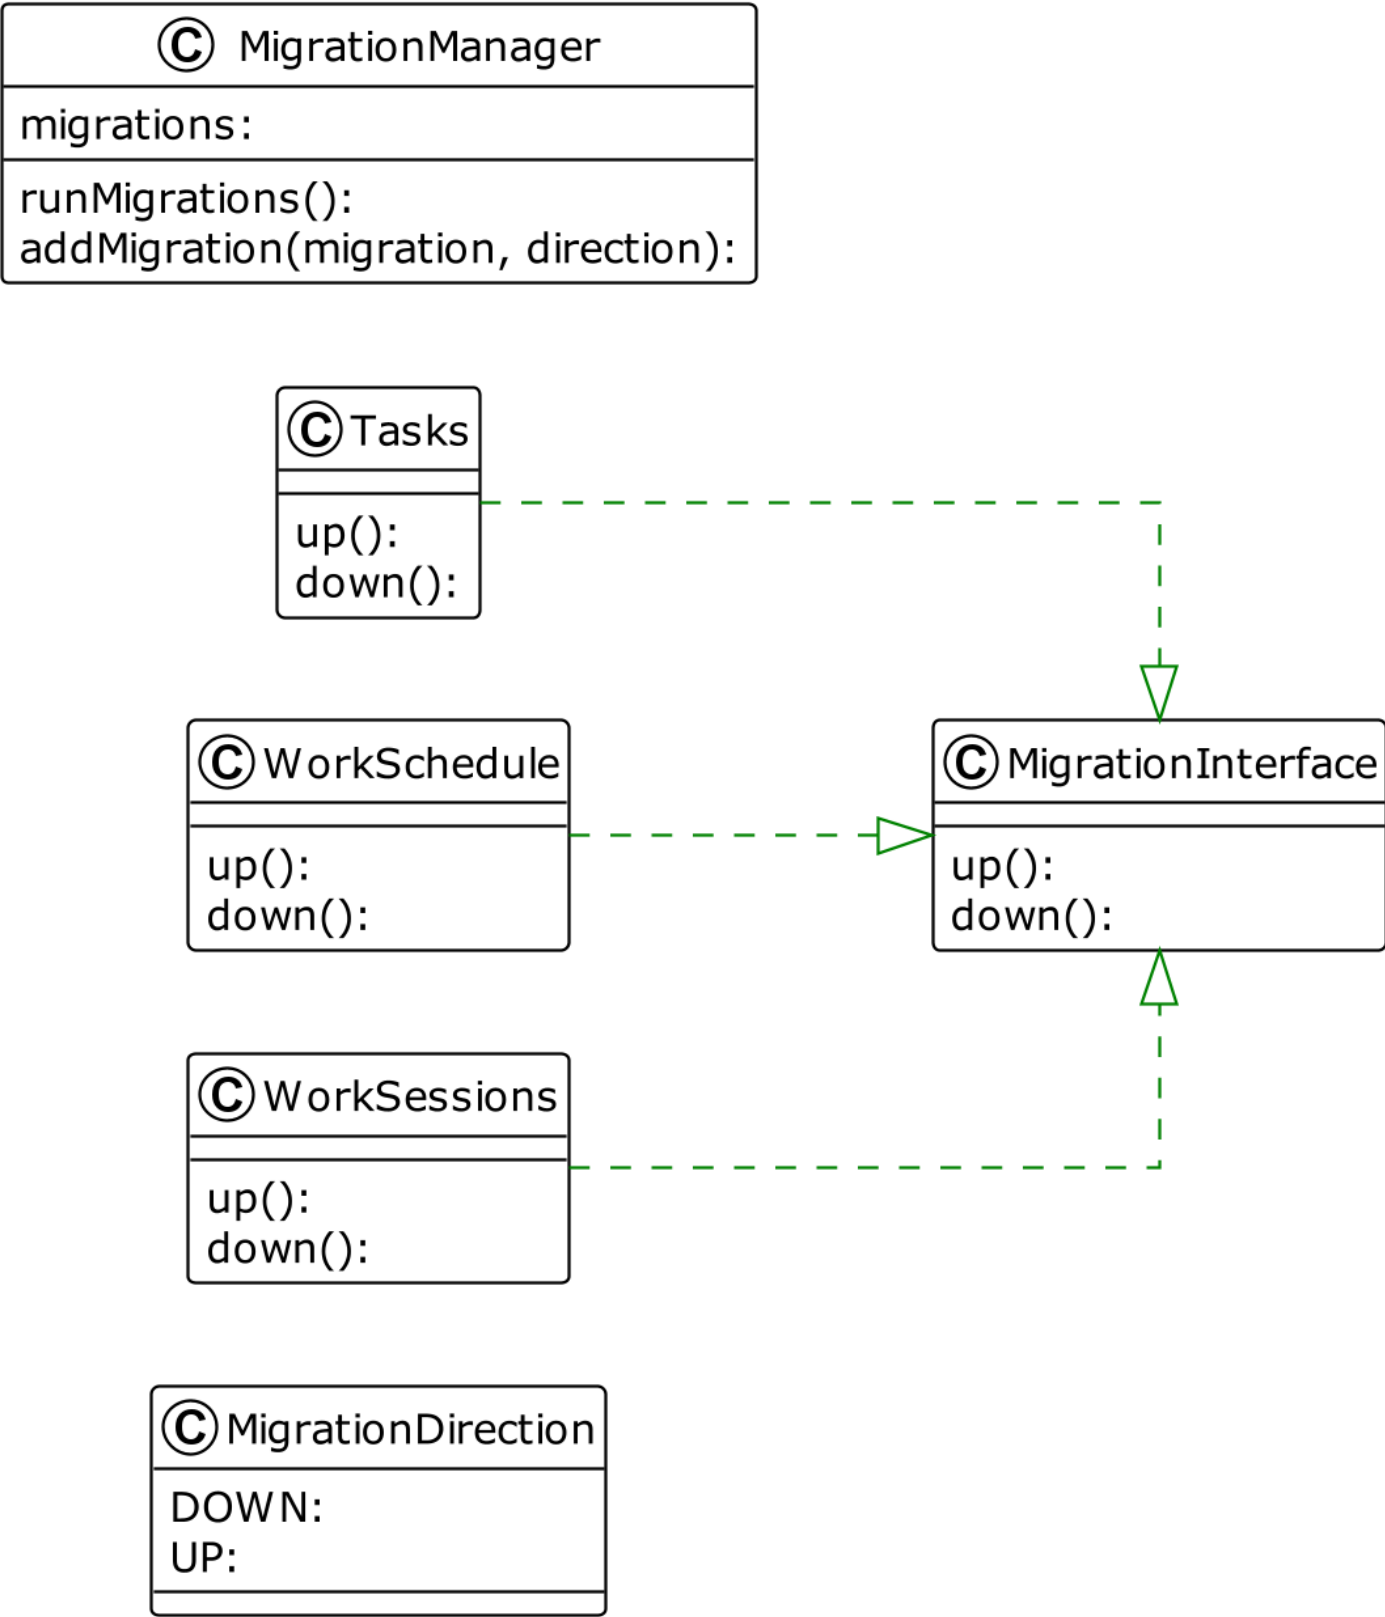 C MigrationManager
migrations:
runMigrations():
addMigration(migration, direction):
C Tasks
up():
down():
C WorkSchedule
up():
down():
C MigrationInterface
up():
down():
C WorkSessions
up():
down():
C MigrationDirection
DOWN:
UP: